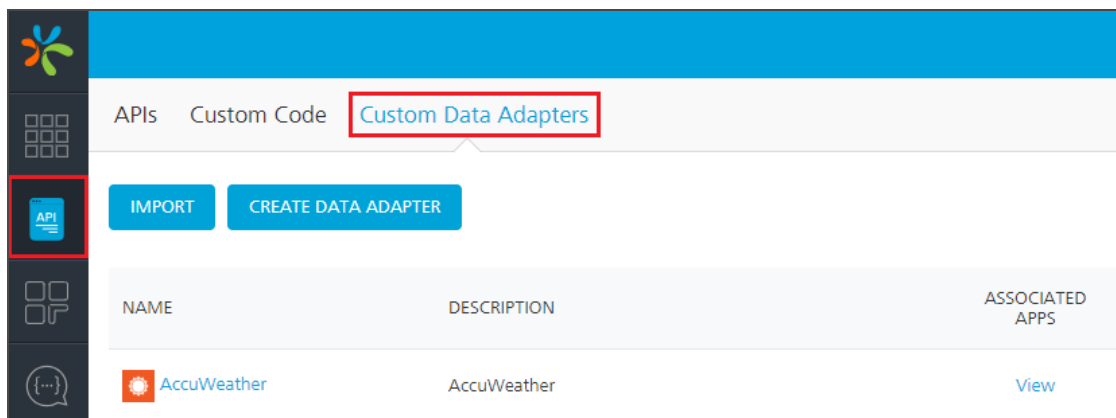 APIs Custom Code Custom Data Adapters
API
IMPORT CREATE DATA ADAPTER
NAME DESCRIPTION ASSOCIATED
APPS
{···}
AccuWeather AccuWeather View